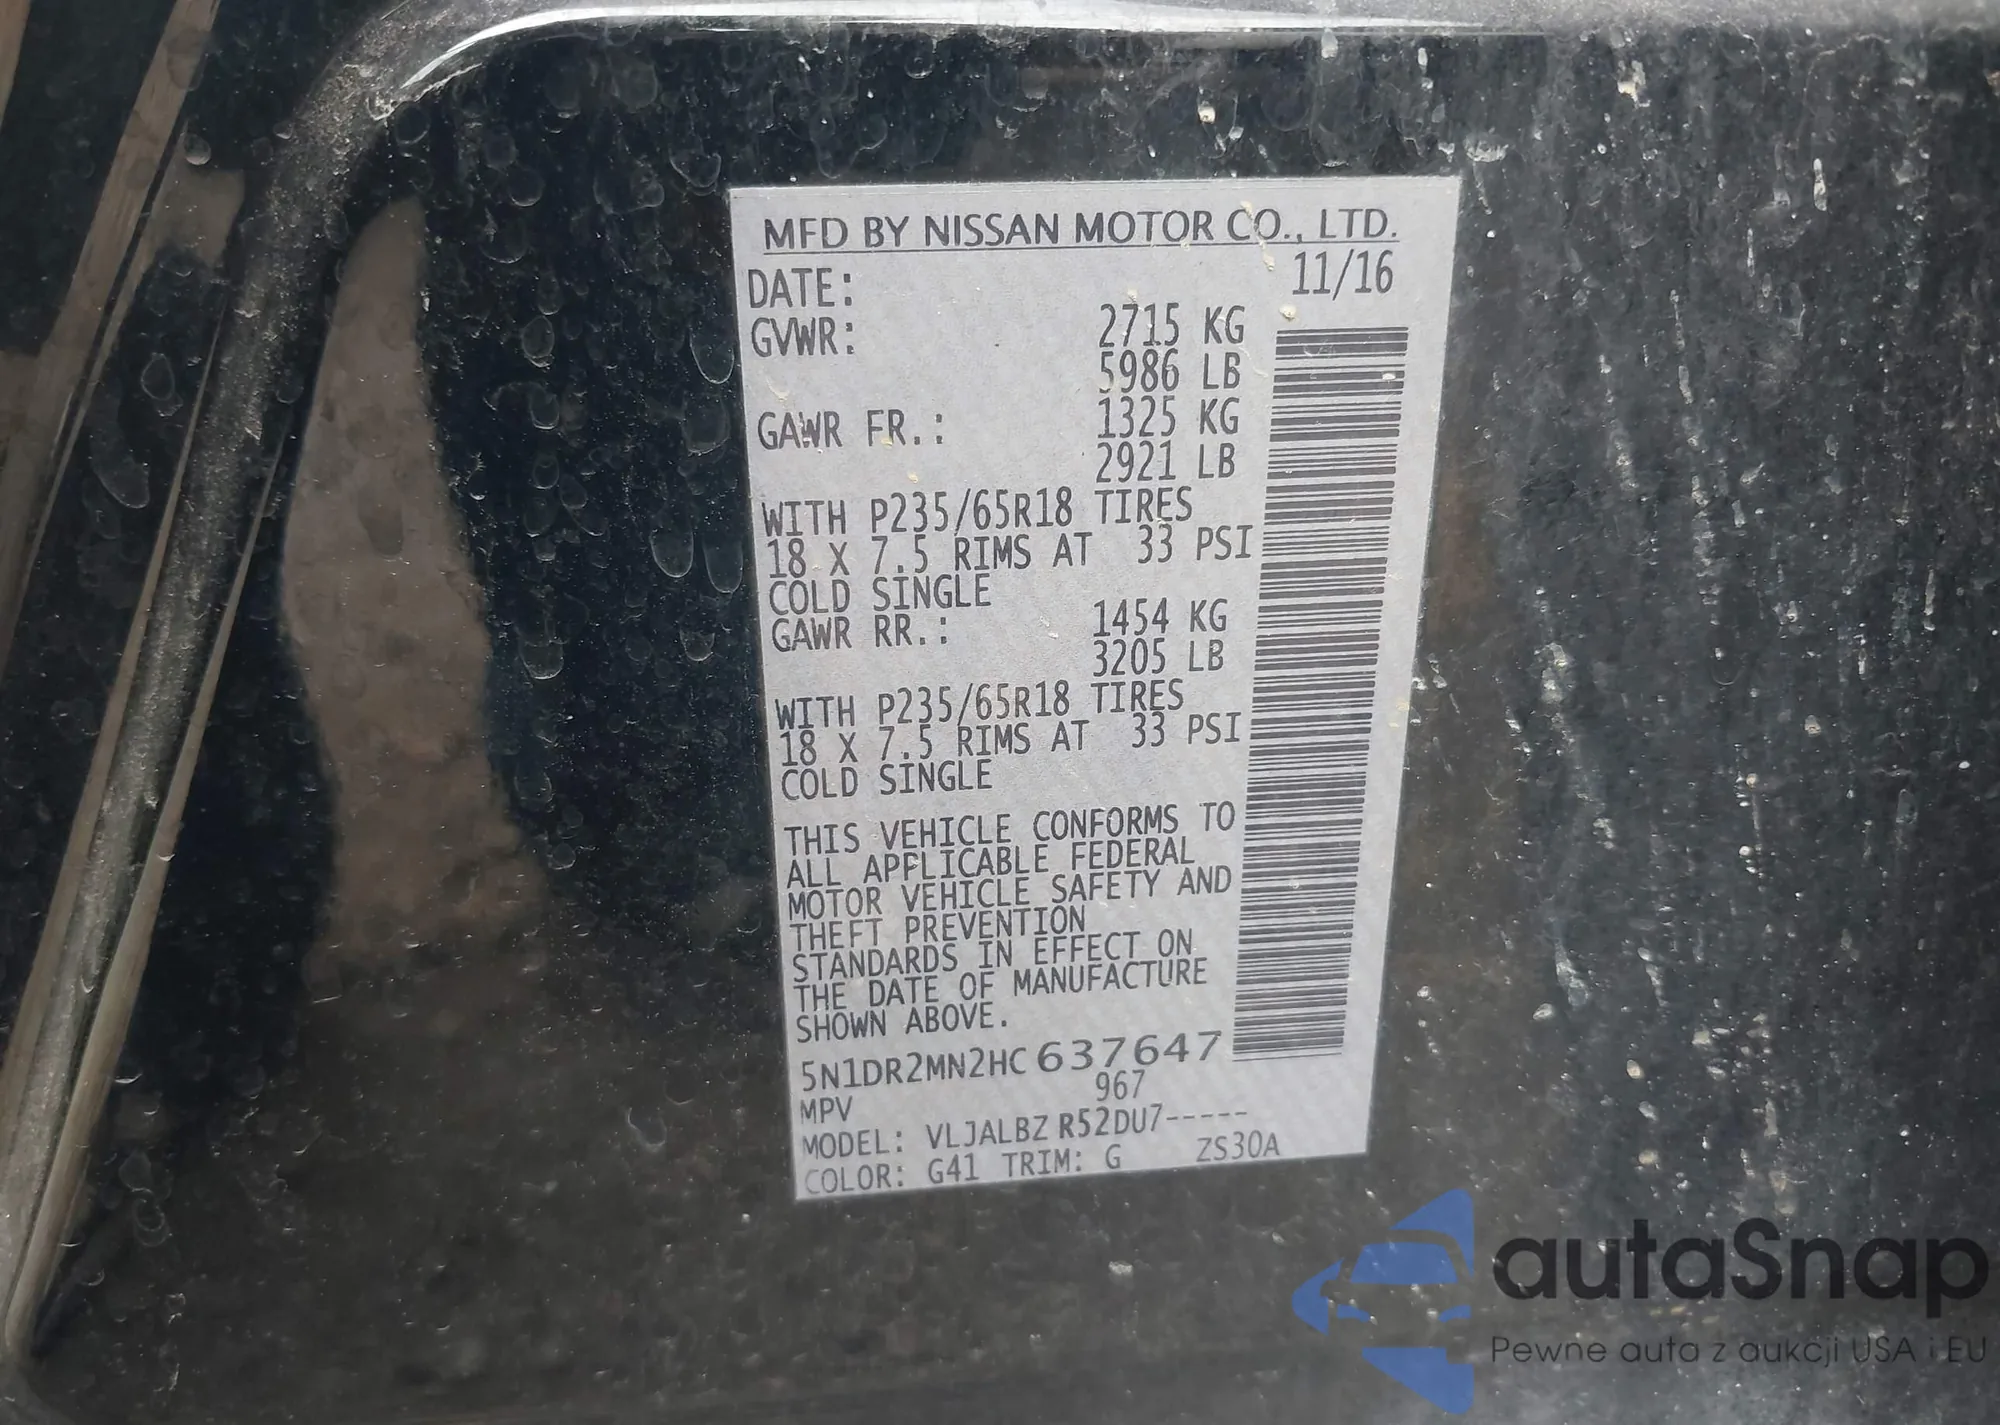 MFD BY NISSAN MOTOR CO., LTD.
DATE: 11/16
GVWR: 2715 KG
5986 LB
GAWR FR.: 1325 KG
2921 LB
WITH P235/65R18 TIRES
18 X 7.5 RIMS AT 33 PSI
COLD SINGLE
GAWR RR.: 1454 KG
3205 LB
WITH P235/65R18 TIRES
18 X 7.5 RIMS AT 33 PSI
COLD SINGLE
THIS VEHICLE CONFORMS TO
ALL APPLICABLE FEDERAL
MOTOR VEHICLE SAFETY AND
THEFT PREVENTION
STANDARDS IN EFFECT ON
THE DATE OF MANUFACTURE
SHOWN ABOVE.
5N1DR2MN2HC637647
MPV 967
MODEL: VLJALBZ R52DU7-----
COLOR: G41 TRIM: G ZS30A
autaSnap
Pewne auta z aukcji USA i EU